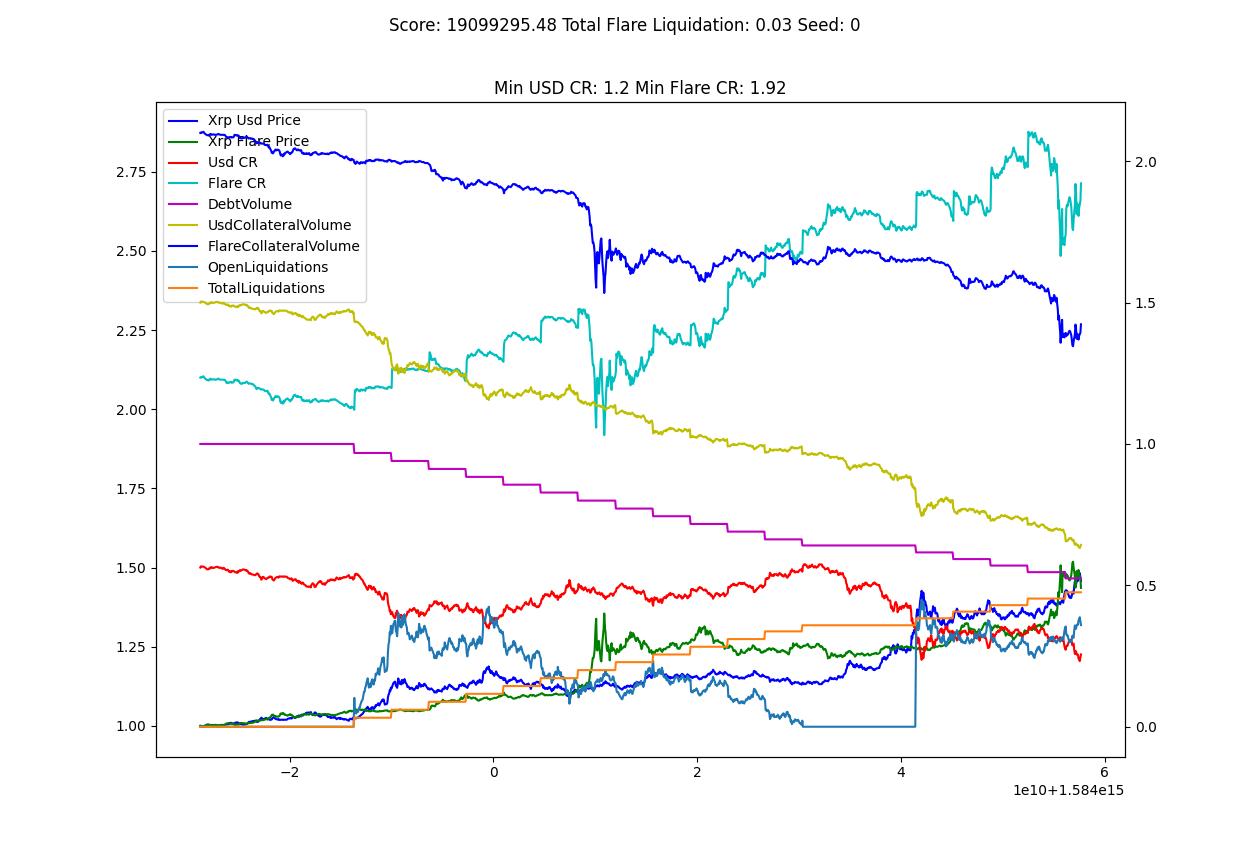 Score: 19099295.48 Total Flare Liquidation: 0.03 Seed: 0
Min USD CR: 1.2 Min Flare CR: 1.92
Xrp Usd Price
Xrp Flare Price
Usd CR
Flare CR
DebtVolume
UsdCollateralVolume
FlareCollateralVolume
OpenLiquidations
TotalLiquidations
2.75
2.50
2.25
2.00
1.75
1.50
1.25
1.00
2.0
1.5
1.0
0.5
0.0
−2
0
2
4
6
1e10+1.584e15